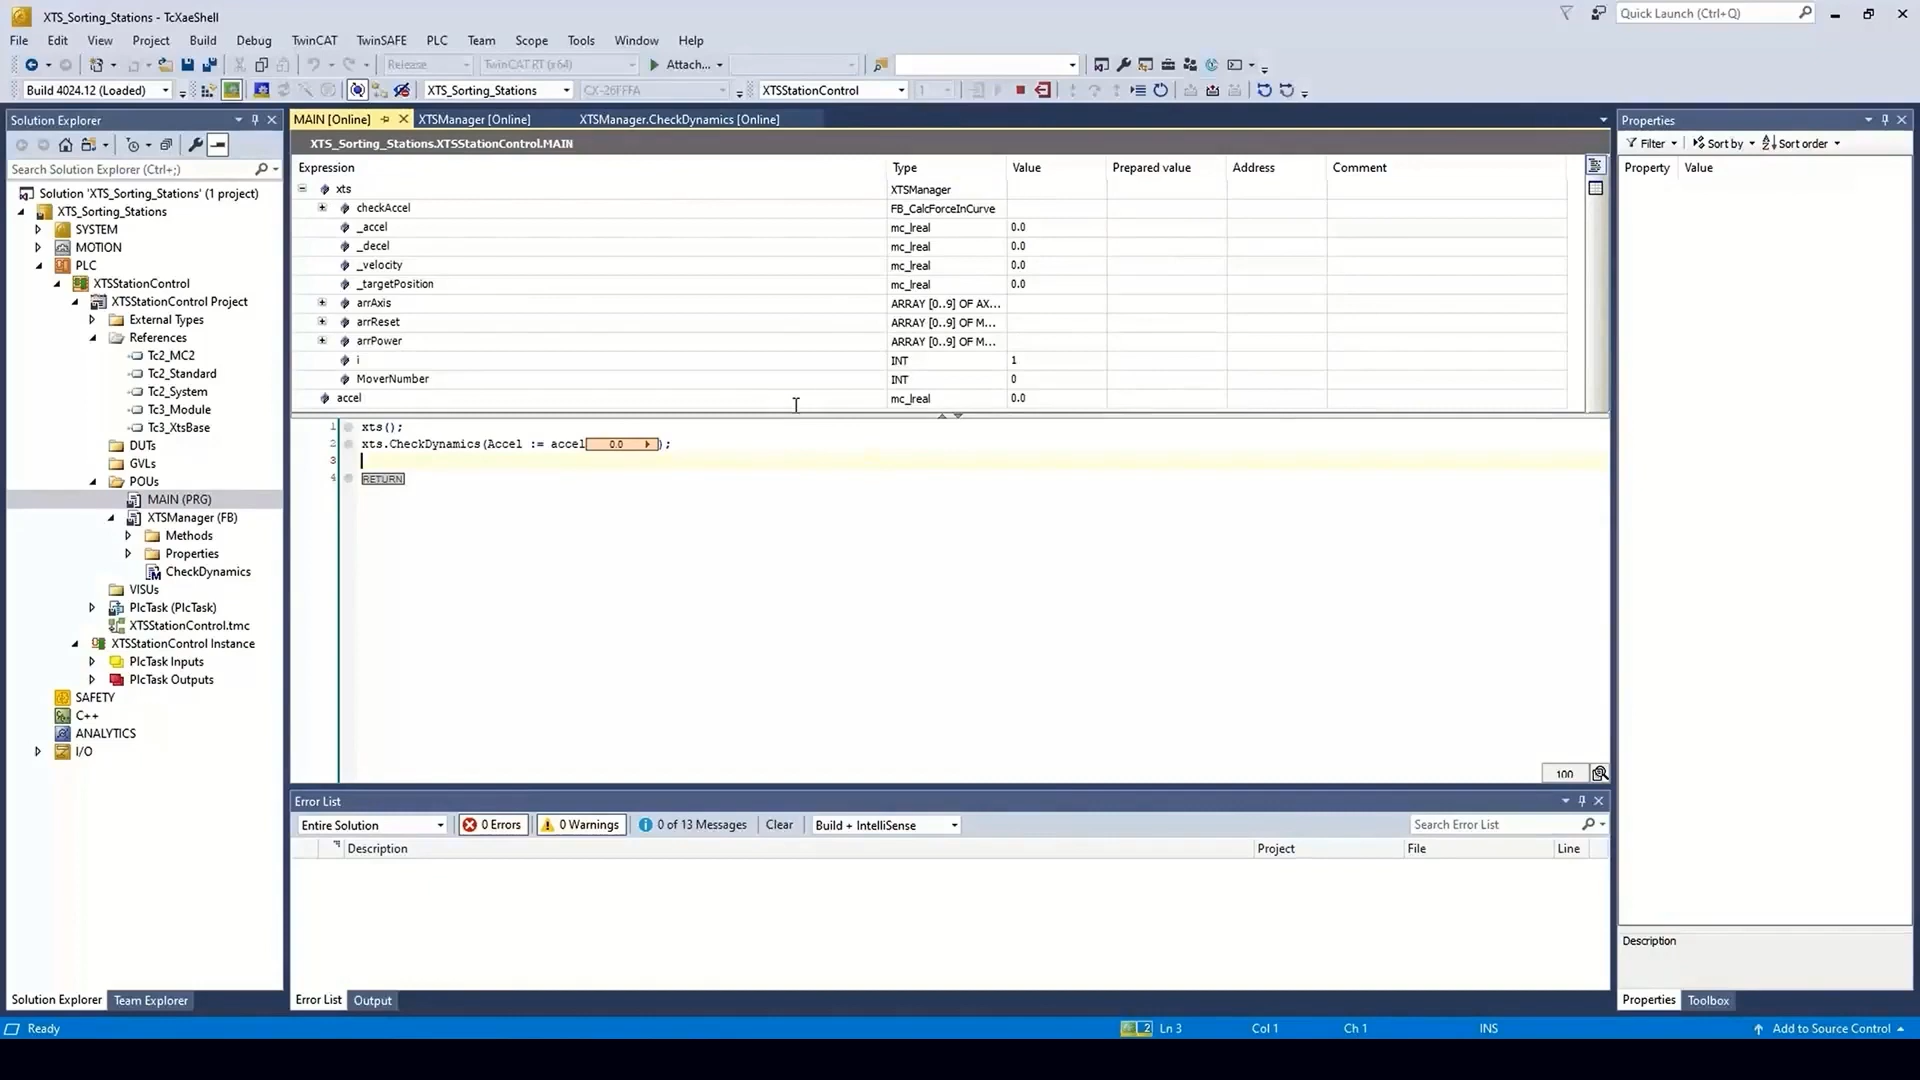 XTS_Sorting_Stations - TcXaeShell
Quick Launch (Ctrl+Q)
File Edit View Project Build Debug TwinCAT TwinSAFE PLC Team Scope Tools Window Help
Release TwinCAT RT (x64) Attach...
Build 4024.12 (Loaded) XTS_Sorting_Stations CX-26FFFA XTSStationControl 1
Solution Explorer
Search Solution Explorer (Ctrl+;)
Solution 'XTS_Sorting_Stations' (1 project)
XTS_Sorting_Stations
SYSTEM
MOTION
PLC
XTSStationControl
XTSStationControl Project
External Types
References
Tc2_MC2
Tc2_Standard
Tc2_System
Tc3_Module
Tc3_XtsBase
DUTs
GVLs
POUs
MAIN (PRG)
XTSManager (FB)
Methods
Properties
CheckDynamics
VISUs
PlcTask (PlcTask)
XTSStationControl.tmc
XTSStationControl Instance
PlcTask Inputs
PlcTask Outputs
SAFETY
C++
ANALYTICS
I/O
Solution Explorer Team Explorer
MAIN [Online] XTSManager [Online] XTSManager.CheckDynamics [Online]
XTS_Sorting_Stations.XTSStationControl.MAIN
Expression Type Value Prepared value Address Comment
xts XTSManager
checkAccel FB_CalcForceInCurve
_accel mc_lreal 0.0
_decel mc_lreal 0.0
_velocity mc_lreal 0.0
_targetPosition mc_lreal 0.0
arrAxis ARRAY [0..9] OF AX...
arrReset ARRAY [0..9] OF M...
arrPower ARRAY [0..9] OF M...
i INT 1
MoverNumber INT 0
accel mc_lreal 0.0
1 xts();
2 xts.CheckDynamics(Accel := accel 0.0 );
3
4 RETURN
100
Error List
Entire Solution 0 Errors 0 Warnings 0 of 13 Messages Clear Build + IntelliSense Search Error List
Description Project File Line
Error List Output
Properties
Filter Sort by Sort order
Property Value
Description
Properties Toolbox
Ready 2 Ln 3 Col 1 Ch 1 INS Add to Source Control